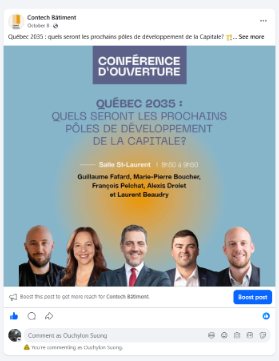 Contech Bâtiment
October 8
Québec 2035 : quels seront les prochains pôles de développement de la Capitale? ... See more
CONFÉRENCE
D'OUVERTURE
QUÉBEC 2035 :
QUELS SERONT LES PROCHAINS
PÔLES DE DÉVELOPPEMENT
DE LA CAPITALE?
Salle St-Laurent | 9h00 à 9h50
Guillaume Fafard, Marie-Pierre Boucher,
François Pelchat, Alexis Drolet
et Laurent Beaudry
Boost this post to get more reach for Contech Bâtiment.
Boost post
Comment as Ouchylon Suong
You're commenting as Ouchylon Suong.